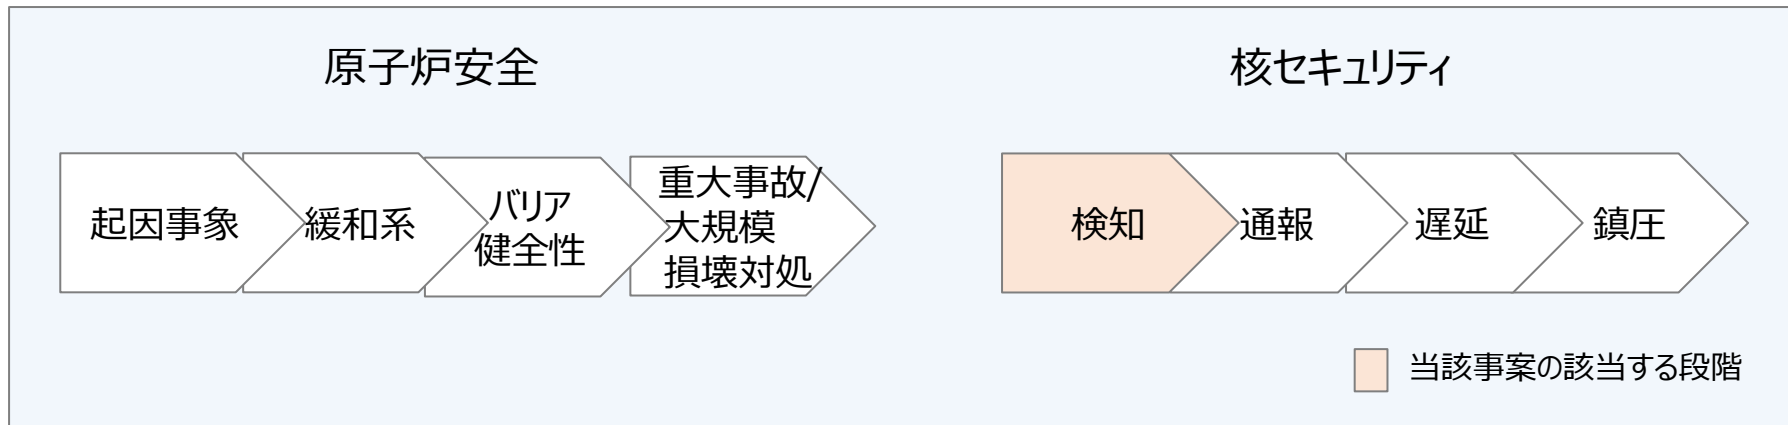 原子炉安全
起因事象
緩和系
バリア
健全性
重大事故/
大規模
損壊対処
核セキュリティ
検知
通報
遅延
鎮圧
当該事案の該当する段階